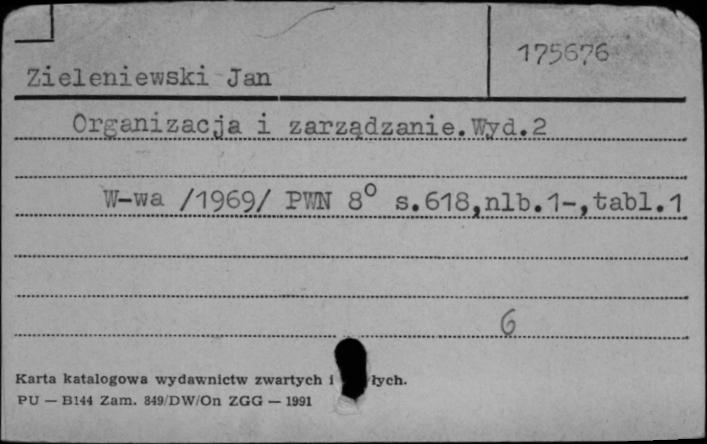 175676
Zieleniewski Jan
Organizacja i zarządzanie.Wyd.2
W-wa /1969/ PWN 8° s.618,nlb.1-,tabl.1
6
Karta katalogowa wydawnictw zwartych i łych.
PU — B144 Zam. 849/DW/On ZGG — 1991